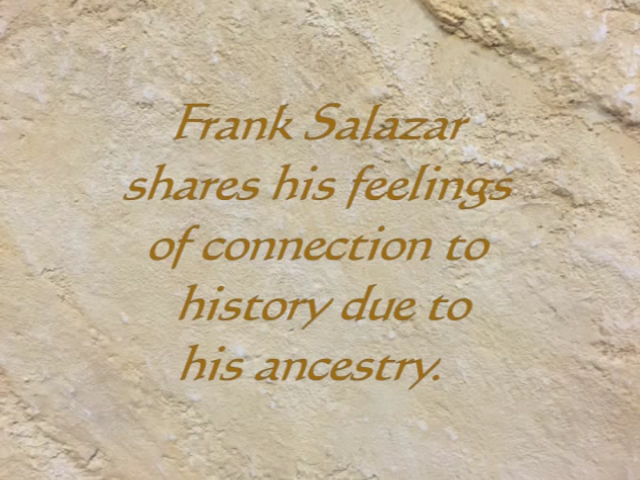 Frank Salazar
shares his feelings
of connection to
history due to
his ancestry.